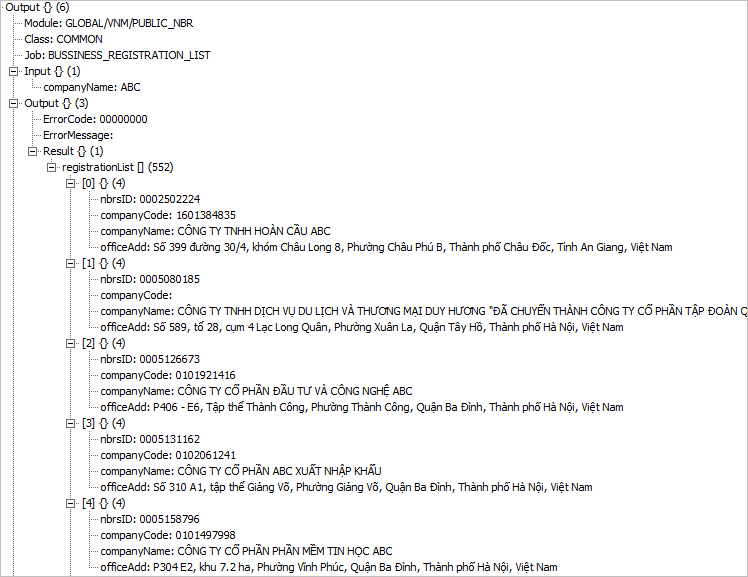 Output {} (6)
Module: GLOBAL/VNM/PUBLIC_NBR
Class: COMMON
Job: BUSSINESS_REGISTRATION_LIST
Input {} (1)
companyName: ABC
Output {} (3)
ErrorCode: 00000000
ErrorMessage:
Result {} (1)
registrationList [] (552)
[0] {} (4)
nbrsID: 0002502224
companyCode: 1601384835
companyName: CÔNG TY TNHH HOÀN CẦU ABC
officeAdd: Số 399 đường 30/4, khóm Châu Long 8, Phường Châu Phú B, Thành phố Châu Đốc, Tỉnh An Giang, Việt Nam
[1] {} (4)
nbrsID: 0005080185
companyCode:
companyName: CÔNG TY TNHH DỊCH VỤ DU LỊCH VÀ THƯƠNG MẠI DUY HƯƠNG "ĐÃ CHUYỂN THÀNH CÔNG TY CỔ PHẦN TẬP ĐOÀN Q
officeAdd: Số 589, tổ 28, cụm 4 Lạc Long Quân, Phường Xuân La, Quận Tây Hồ, Thành phố Hà Nội, Việt Nam
[2] {} (4)
nbrsID: 0005126673
companyCode: 0101921416
companyName: CÔNG TY CỔ PHẦN ĐẦU TƯ VÀ CÔNG NGHỆ ABC
officeAdd: P406 - E6, Tập thể Thành Công, Phường Thành Công, Quận Ba Đình, Thành phố Hà Nội, Việt Nam
[3] {} (4)
nbrsID: 0005131162
companyCode: 0102061241
companyName: CÔNG TY CỔ PHẦN ABC XUẤT NHẬP KHẨU
officeAdd: Số 310 A1, tập thể Giảng Võ, Phường Giảng Võ, Quận Ba Đình, Thành phố Hà Nội, Việt Nam
[4] {} (4)
nbrsID: 0005158796
companyCode: 0101497998
companyName: CÔNG TY CỔ PHẦN PHẦN MỀM TIN HỌC ABC
officeAdd: P304 E2, khu 7.2 ha, Phường Vĩnh Phúc, Quận Ba Đình, Thành phố Hà Nội, Việt Nam